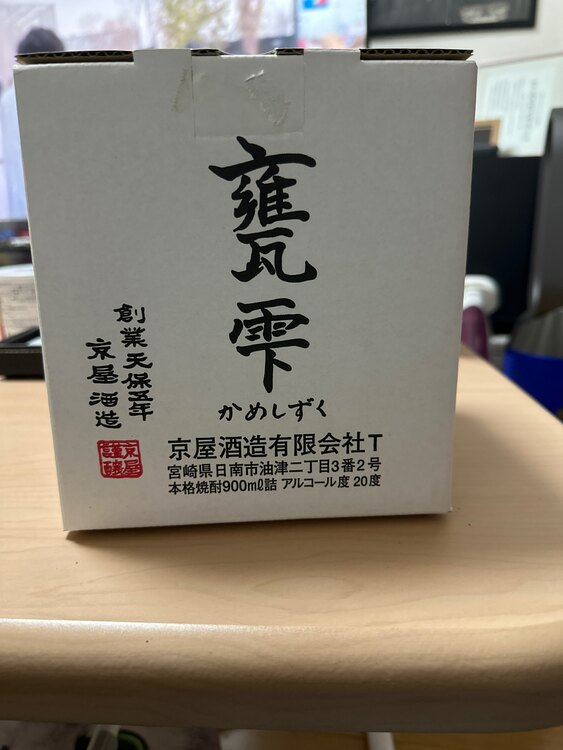 甕雫
かめしずく
創業天保五年
京屋酒造
京屋謹醸
京屋酒造有限会社T
宮崎県日南市油津二丁目3番2号
本格焼酎900mℓ詰 アルコール度 20度